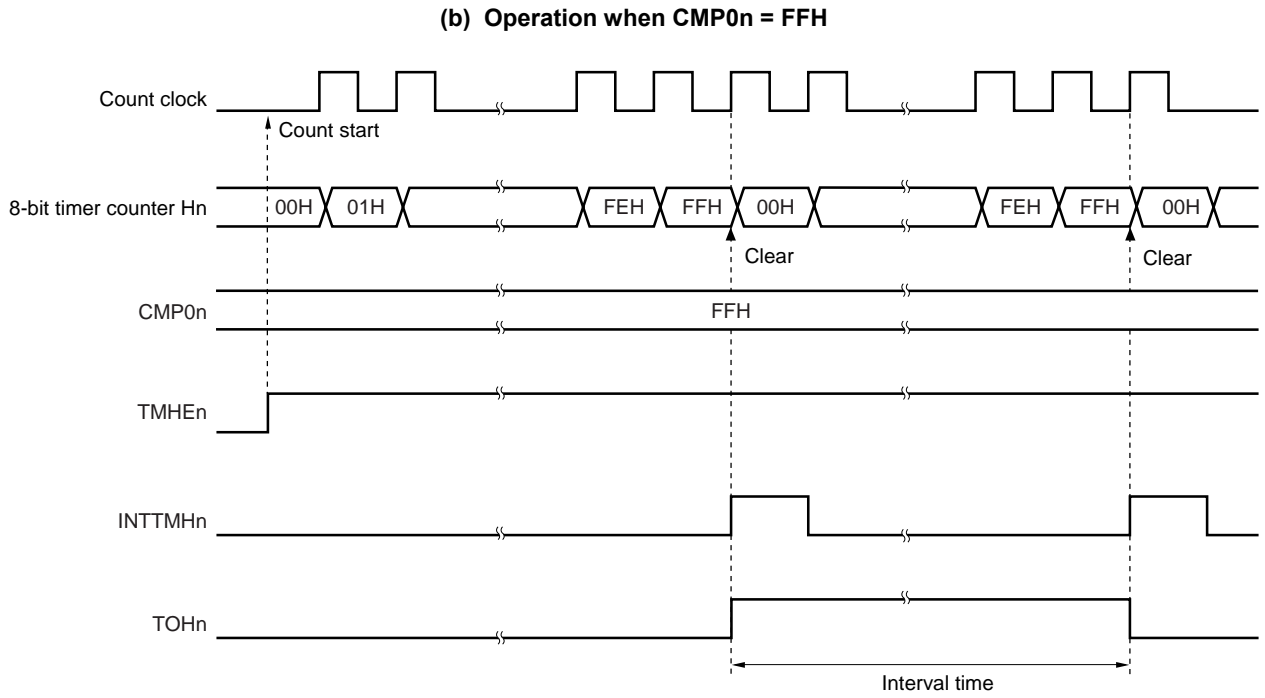 (b) Operation when CMP0n = FFH
Count clock
Count start
8-bit timer counter Hn
00H 01H FEH FFH 00H FEH FFH 00H
Clear Clear
CMP0n FFH
TMHEn
INTTMHn
TOHn
Interval time